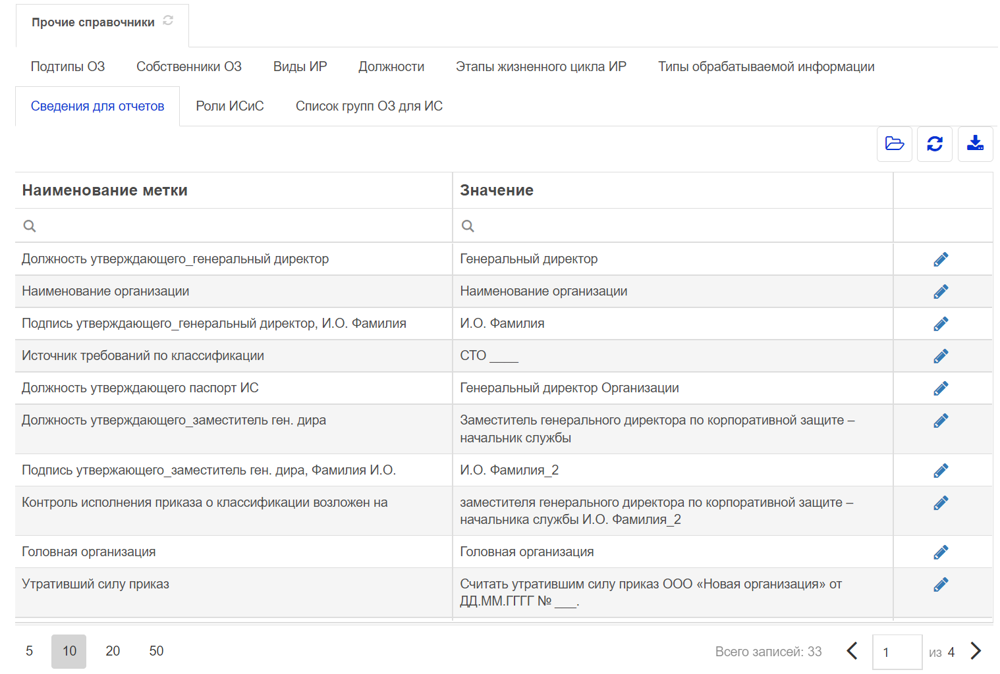 Прочие справочники
Подтипы ОЗ Собственники ОЗ Виды ИР Должности Этапы жизненного цикла ИР Типы обрабатываемой информации
Сведения для отчетов Роли ИСиС Список групп ОЗ для ИС
Наименование метки Значение
Должность утверждающего_генеральный директор Генеральный директор
Наименование организации Наименование организации
Подпись утверждающего_генеральный директор, И.О. Фамилия И.О. Фамилия
Источник требований по классификации СТО ____
Должность утверждающего паспорт ИС Генеральный директор Организации
Должность утверждающего_заместитель ген. дира Заместитель генерального директора по корпоративной защите –
начальник службы
Подпись утвержающего_заместитель ген. дира, Фамилия И.О. И.О. Фамилия_2
Контроль исполнения приказа о классификации возложен на заместителя генерального директора по корпоративной защите –
начальника службы И.О. Фамилия_2
Головная организация Головная организация
Утративший силу приказ Считать утратившим силу приказ ООО «Новая организация» от
ДД.ММ.ГГГГ № ___.
5 10 20 50 Всего записей: 33 1 из 4